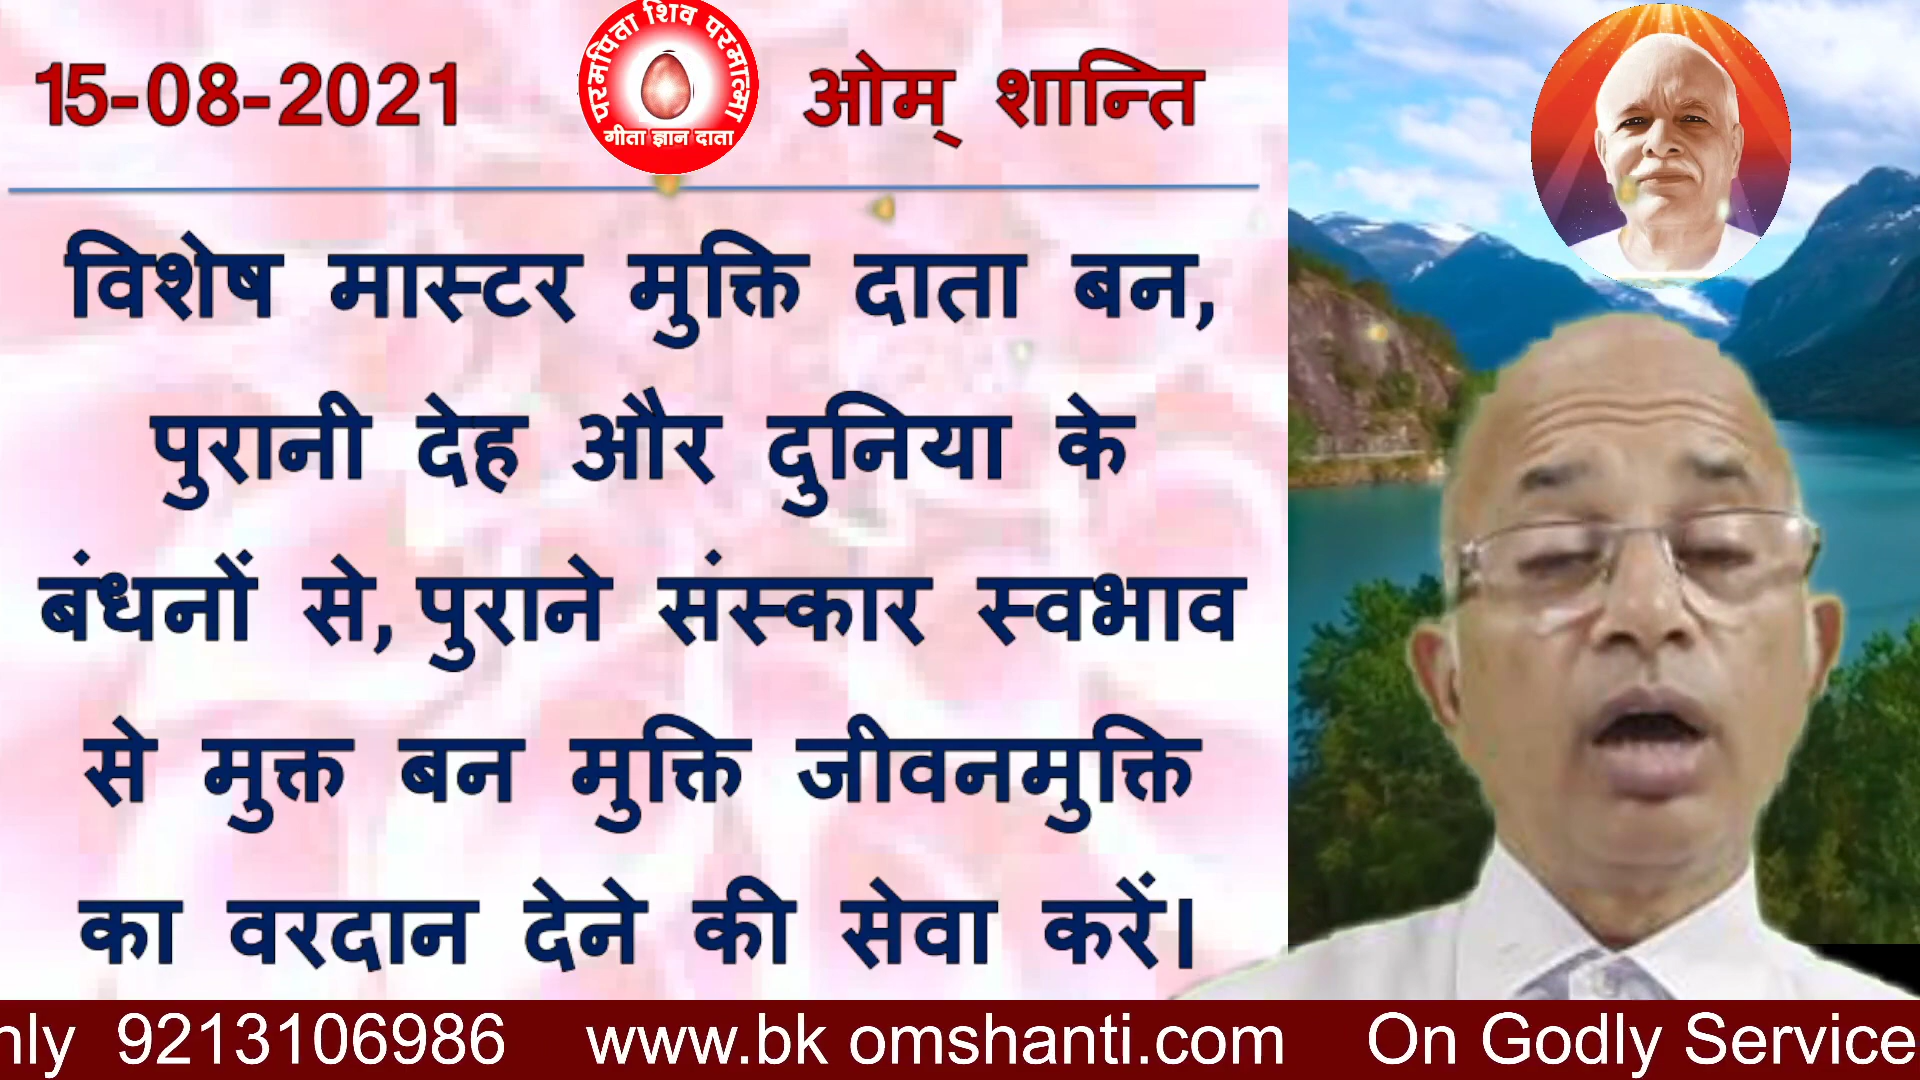 15-08-2021
परमपिता शिव परमात्मा
गीता ज्ञान दाता
ओम् शान्ति
विशेष मास्टर मुक्ति दाता बन,
पुरानी देह और दुनिया के
बंधनों से, पुराने संस्कार स्वभाव
से मुक्त बन मुक्ति जीवनमुक्ति
का वरदान देने की सेवा करें।
9213106986 www.bk omshanti.com On Godly Service